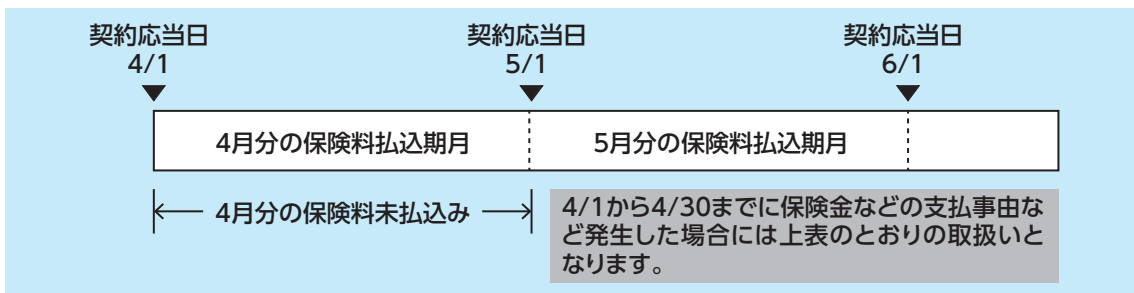 契約応当日
4/1
契約応当日
5/1
契約応当日
6/1
4月分の保険料払込期月
5月分の保険料払込期月
4月分の保険料未払込み
4/1から4/30までに保険金などの支払事由な
ど発生した場合には上表のとおりの取扱いと
なります。